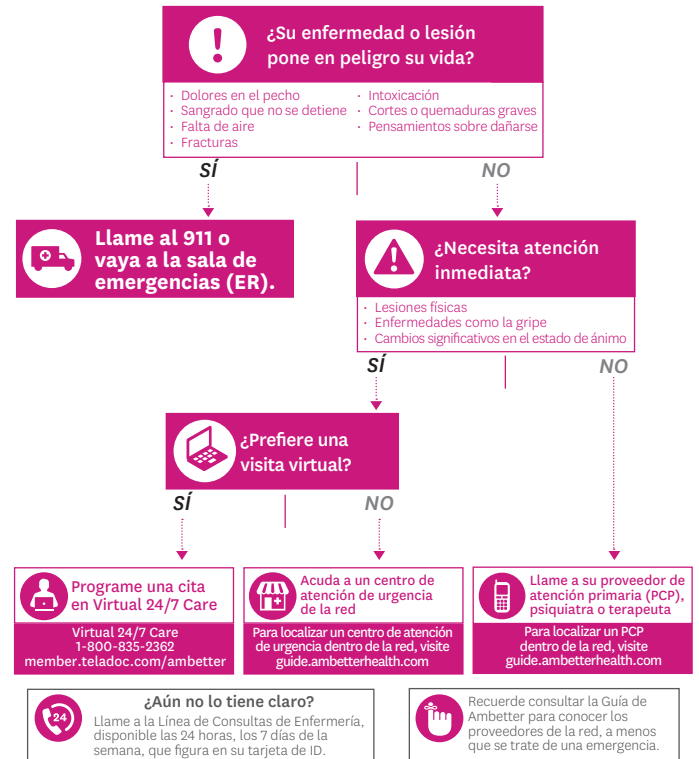 ¿Su enfermedad o lesión
pone en peligro su vida?
· Dolores en el pecho
· Sangrado que no se detiene
· Falta de aire
· Fracturas
· Intoxicación
· Cortes o quemaduras graves
· Pensamientos sobre dañarse
SÍ
NO
Llame al 911 o
vaya a la sala de
emergencias (ER).
¿Necesita atención
inmediata?
· Lesiones físicas
· Enfermedades como la gripe
· Cambios significativos en el estado de ánimo
SÍ
NO
¿Prefiere una
visita virtual?
SÍ
NO
Programe una cita
en Virtual 24/7 Care
Virtual 24/7 Care
1-800-835-2362
member.teladoc.com/ambetter
Acuda a un centro de
atención de urgencia
de la red
Para localizar un centro de atención
de urgencia dentro de la red, visite
guide.ambetterhealth.com
Llame a su proveedor de
atención primaria (PCP),
psiquiatra o terapeuta
Para localizar un PCP
dentro de la red, visite
guide.ambetterhealth.com
24
¿Aún no lo tiene claro?
Llame a la Línea de Consultas de Enfermería,
disponible las 24 horas, los 7 días de la
semana, que figura en su tarjeta de ID.
Recuerde consultar la Guía de
Ambetter para conocer los
proveedores de la red, a menos
que se trate de una emergencia.